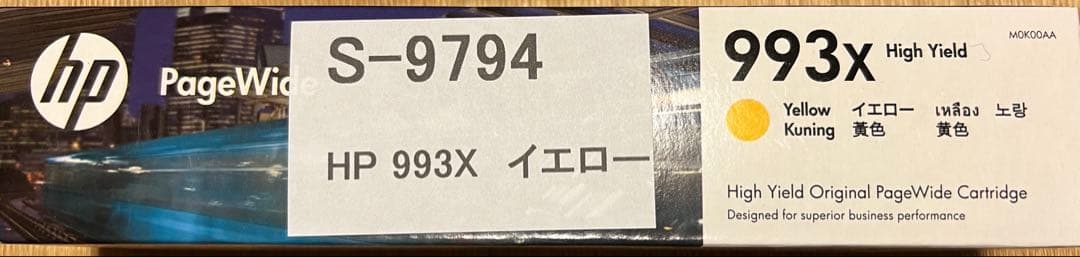 hp
PageWide
S-9794
HP 993X イエロー
993X High Yield
M0K00AA
Yellow イエロー เหลือง 노랑
Kuning 黃色 黄色
High Yield Original PageWide Cartridge
Designed for superior business performance